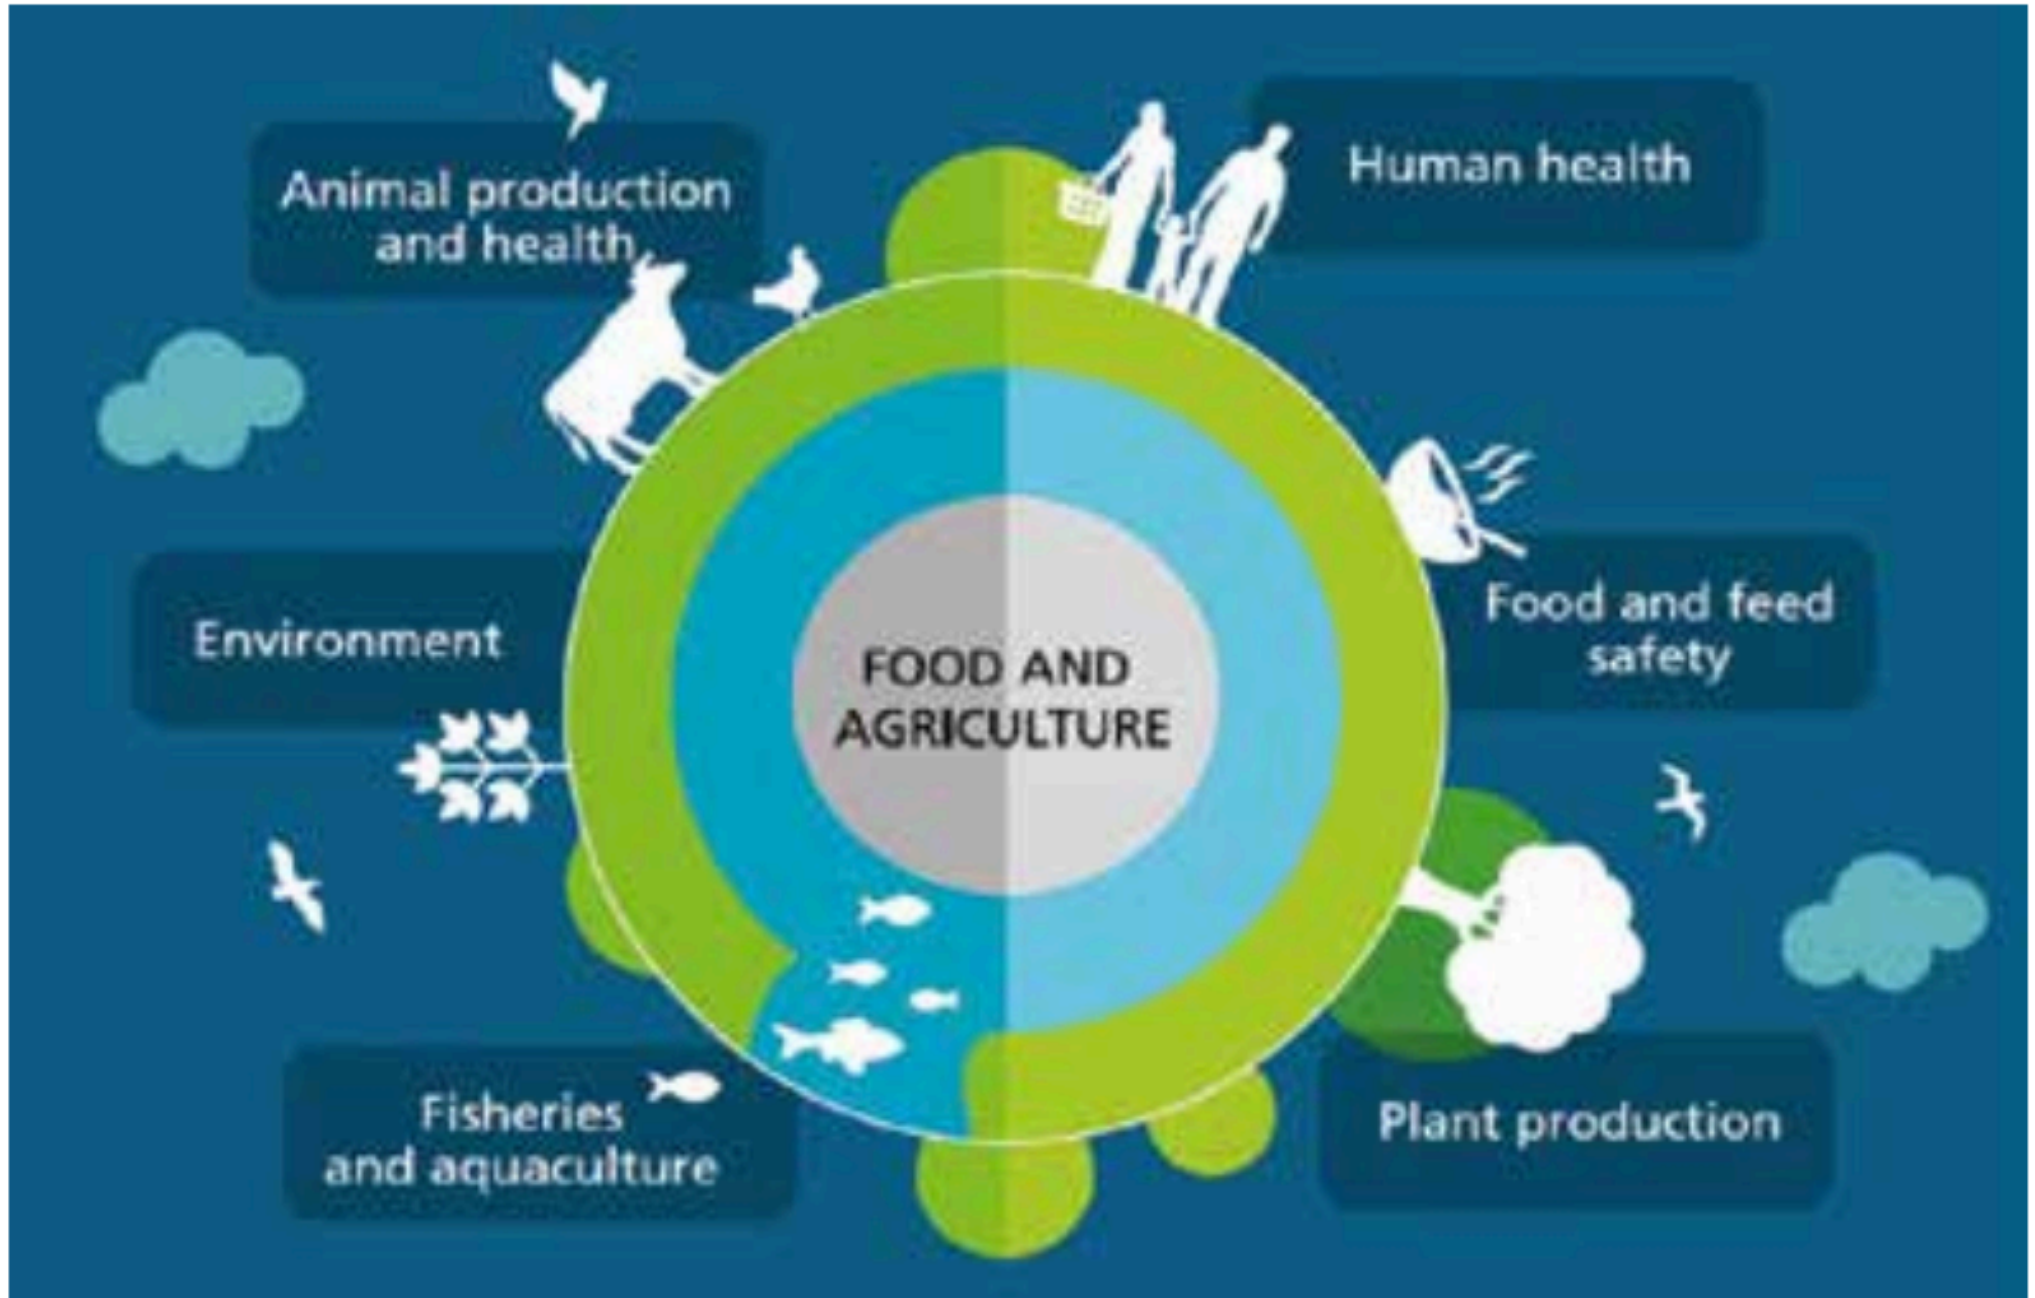 Animal production
and health
Human health
Environment
FOOD AND
AGRICULTURE
Food and feed
safety
Fisheries
and aquaculture
Plant production